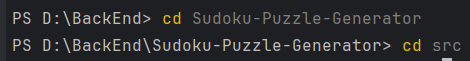 PS D:\BackEnd> cd Sudoku-Puzzle-Generator
PS D:\BackEnd\Sudoku-Puzzle-Generator> cd src